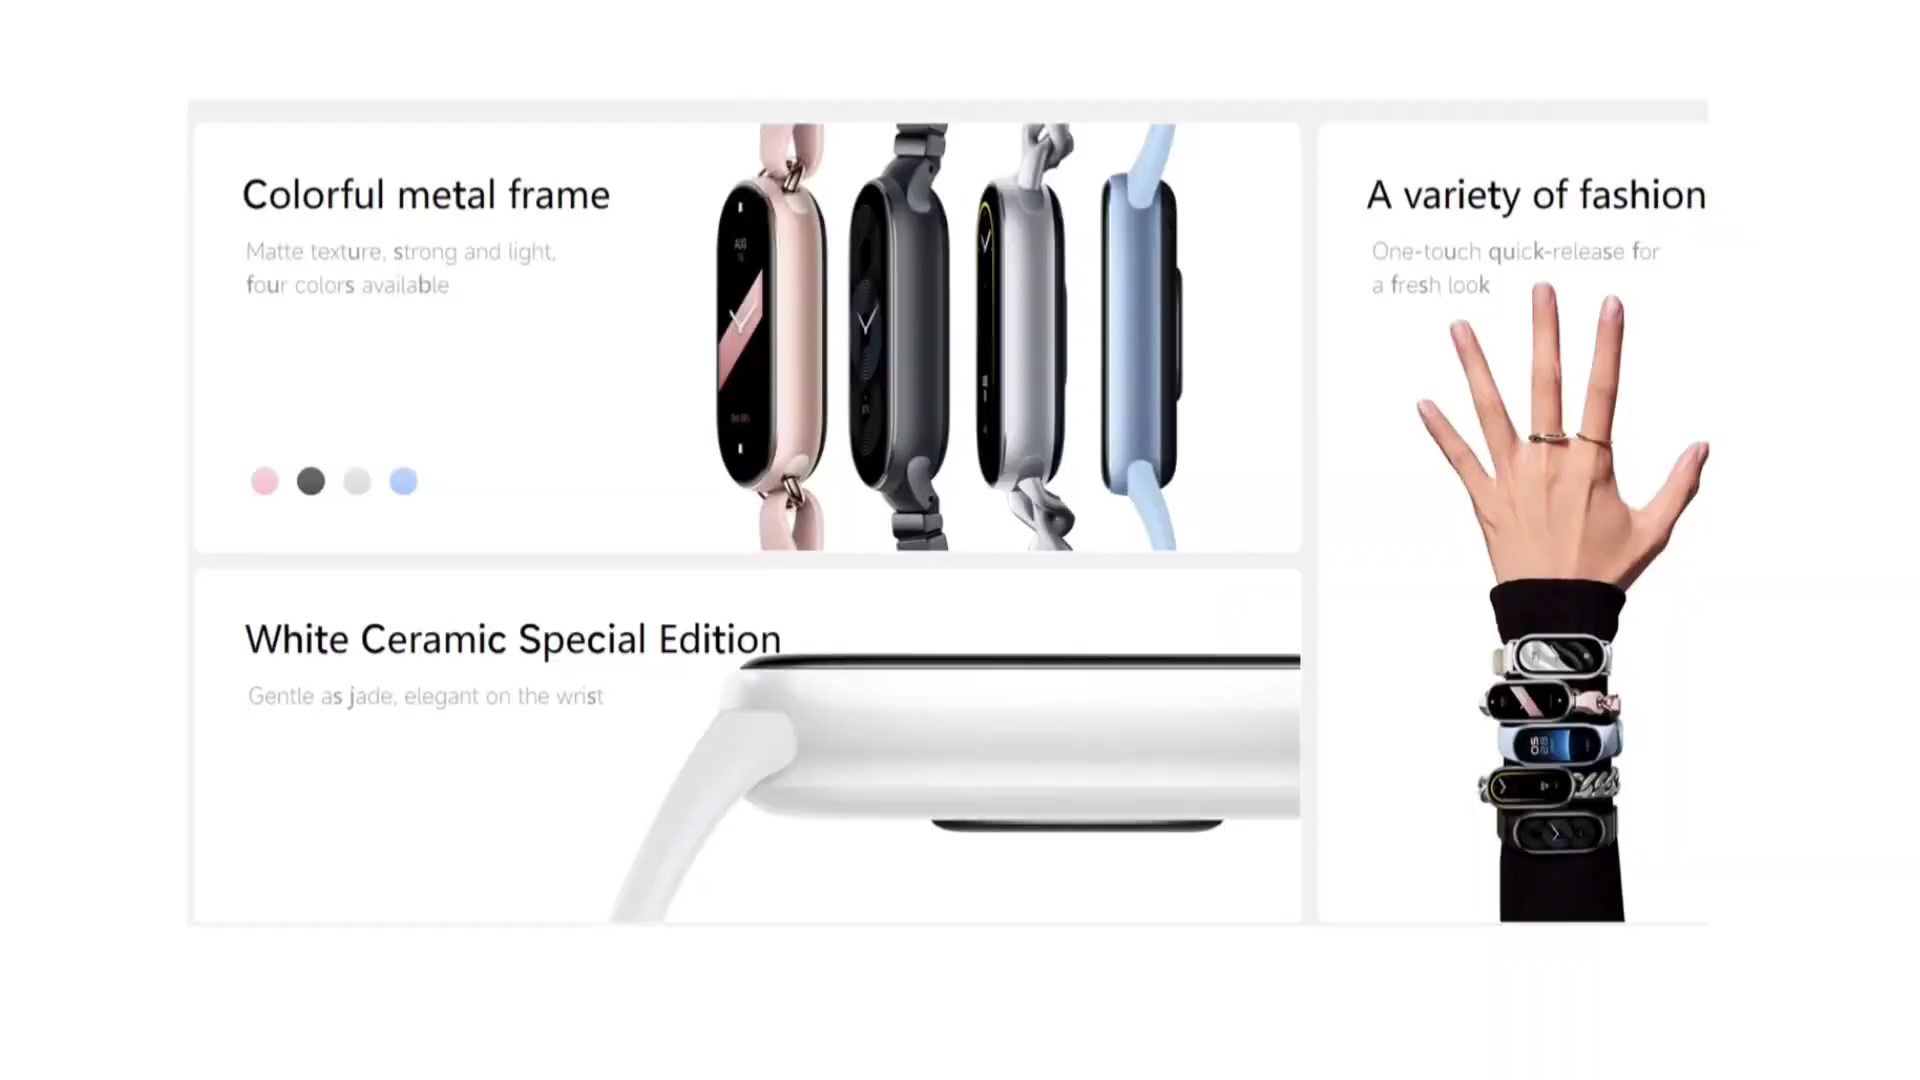 Colorful metal frame
Matte texture, strong and light,
four colors available
White Ceramic Special Edition
Gentle as jade, elegant on the wrist
A variety of fashion
One-touch quick-release for
a fresh look